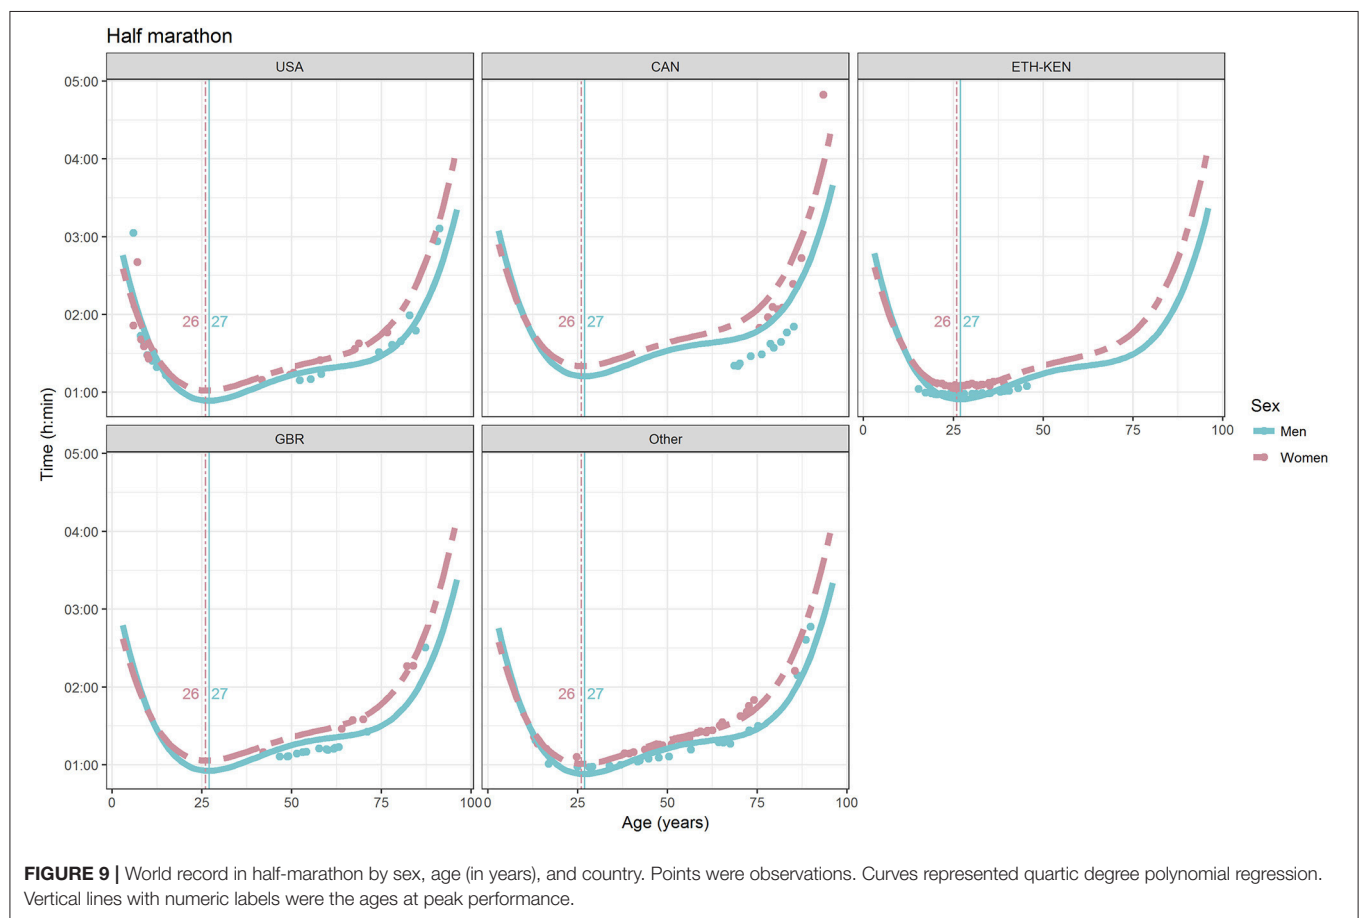 Half marathon
USA
CAN
ETH-KEN
05:00
04:00
03:00
02:00
01:00
26 27
26 27
26 27
0 25 50 75 100
Sex
Men
Women
GBR
Other
05:00
04:00
03:00
02:00
01:00
26 27
26 27
0 25 50 75 100
0 25 50 75 100
Time (h:min)
Age (years)
FIGURE 9 | World record in half-marathon by sex, age (in years), and country. Points were observations. Curves represented quartic degree polynomial regression.
Vertical lines with numeric labels were the ages at peak performance.